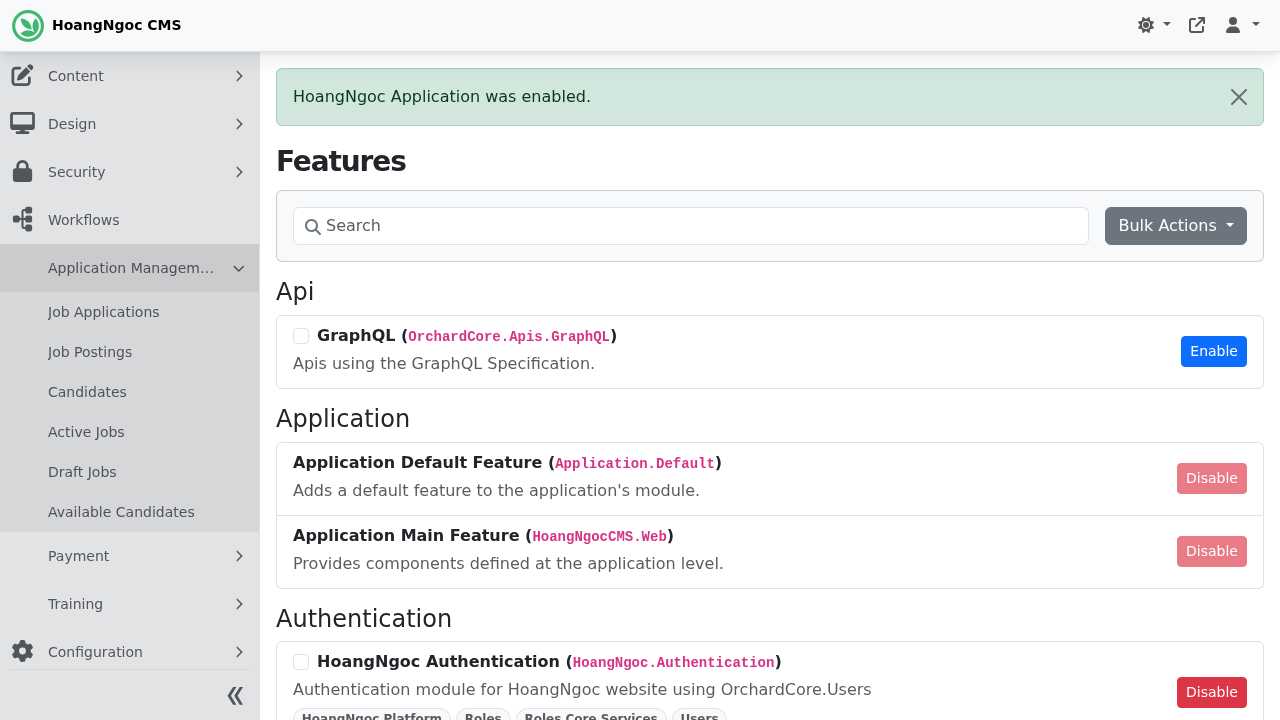 HoangNgoc CMS
Content
Design
Security
Workflows
Application Managem...
Job Applications
Job Postings
Candidates
Active Jobs
Draft Jobs
Available Candidates
Payment
Training
Configuration
HoangNgoc Application was enabled.
Features
Search
Bulk Actions
Api
GraphQL (OrchardCore.Apis.GraphQL)
Apis using the GraphQL Specification.
Enable
Application
Application Default Feature (Application.Default)
Adds a default feature to the application's module.
Disable
Application Main Feature (HoangNgocCMS.Web)
Provides components defined at the application level.
Disable
Authentication
HoangNgoc Authentication (HoangNgoc.Authentication)
Authentication module for HoangNgoc website using OrchardCore.Users
Disable
HoangNgoc Platform Roles Roles Core Services Users